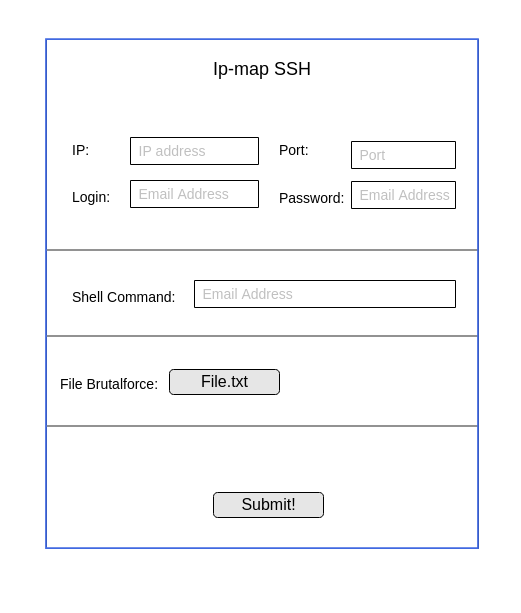 Ip-map SSH
IP: IP address Port: Port
Login: Email Address Password: Email Address
Shell Command: Email Address
File Brutalforce: File.txt
Submit!